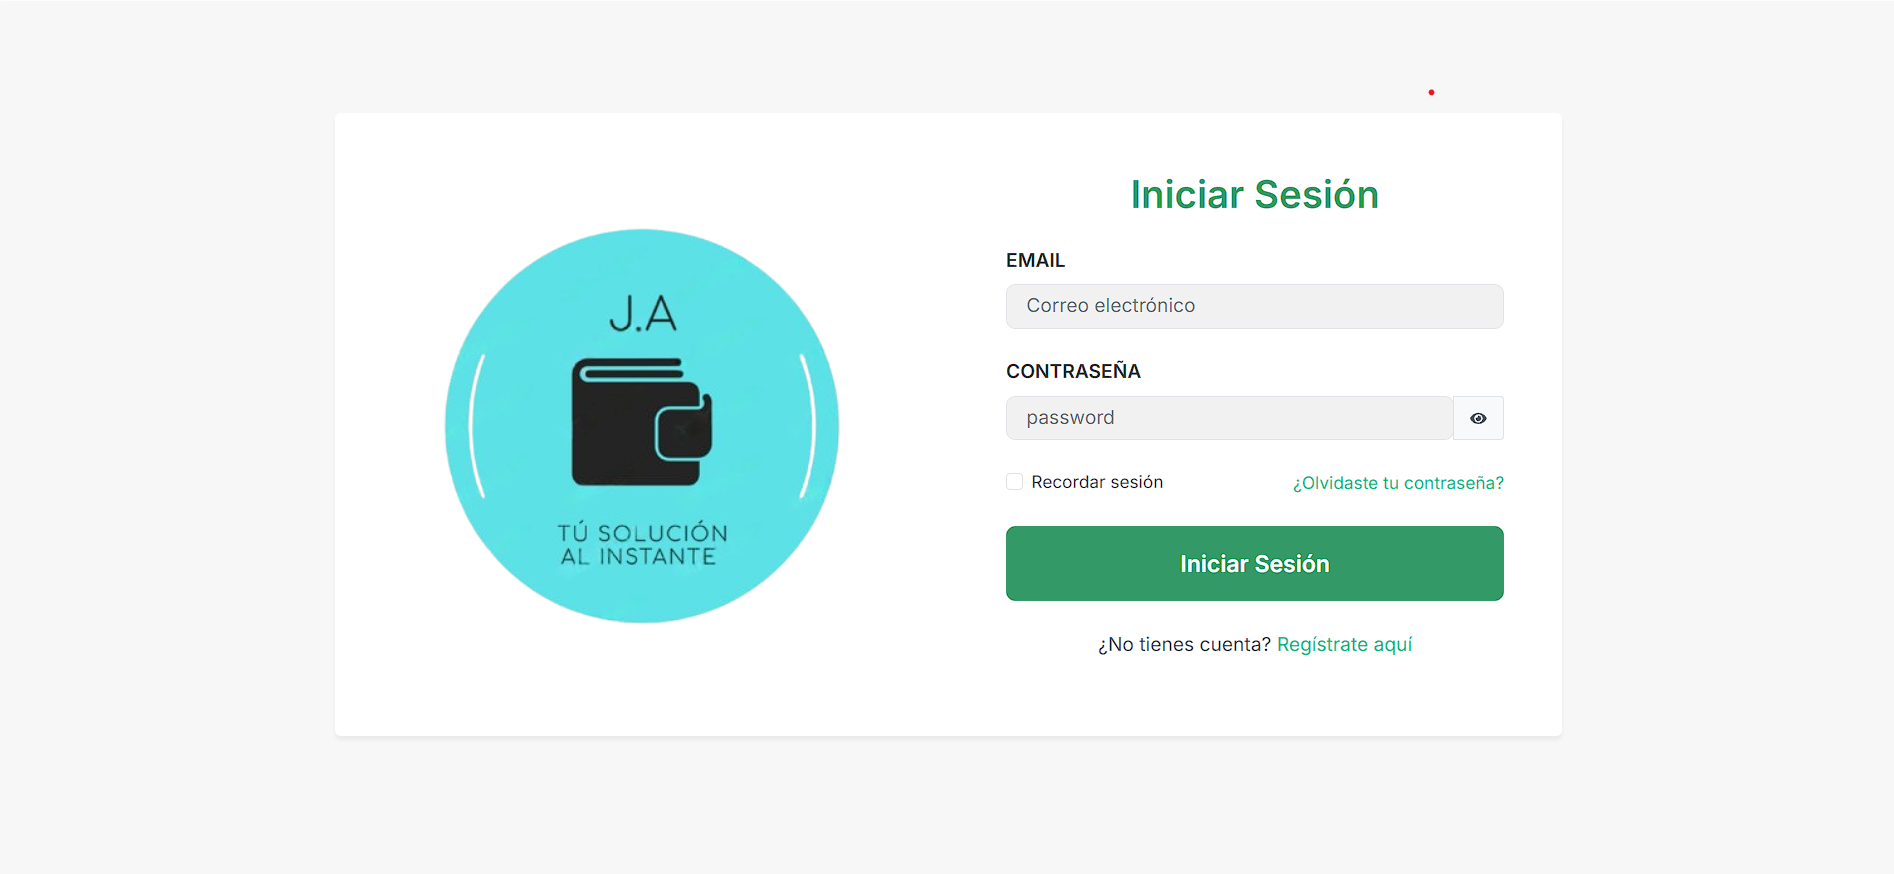 J.A
TÚ SOLUCIÓN
AL INSTANTE
Iniciar Sesión
EMAIL
Correo electrónico
CONTRASEÑA
password
Recordar sesión
¿Olvidaste tu contraseña?
Iniciar Sesión
¿No tienes cuenta? Regístrate aquí